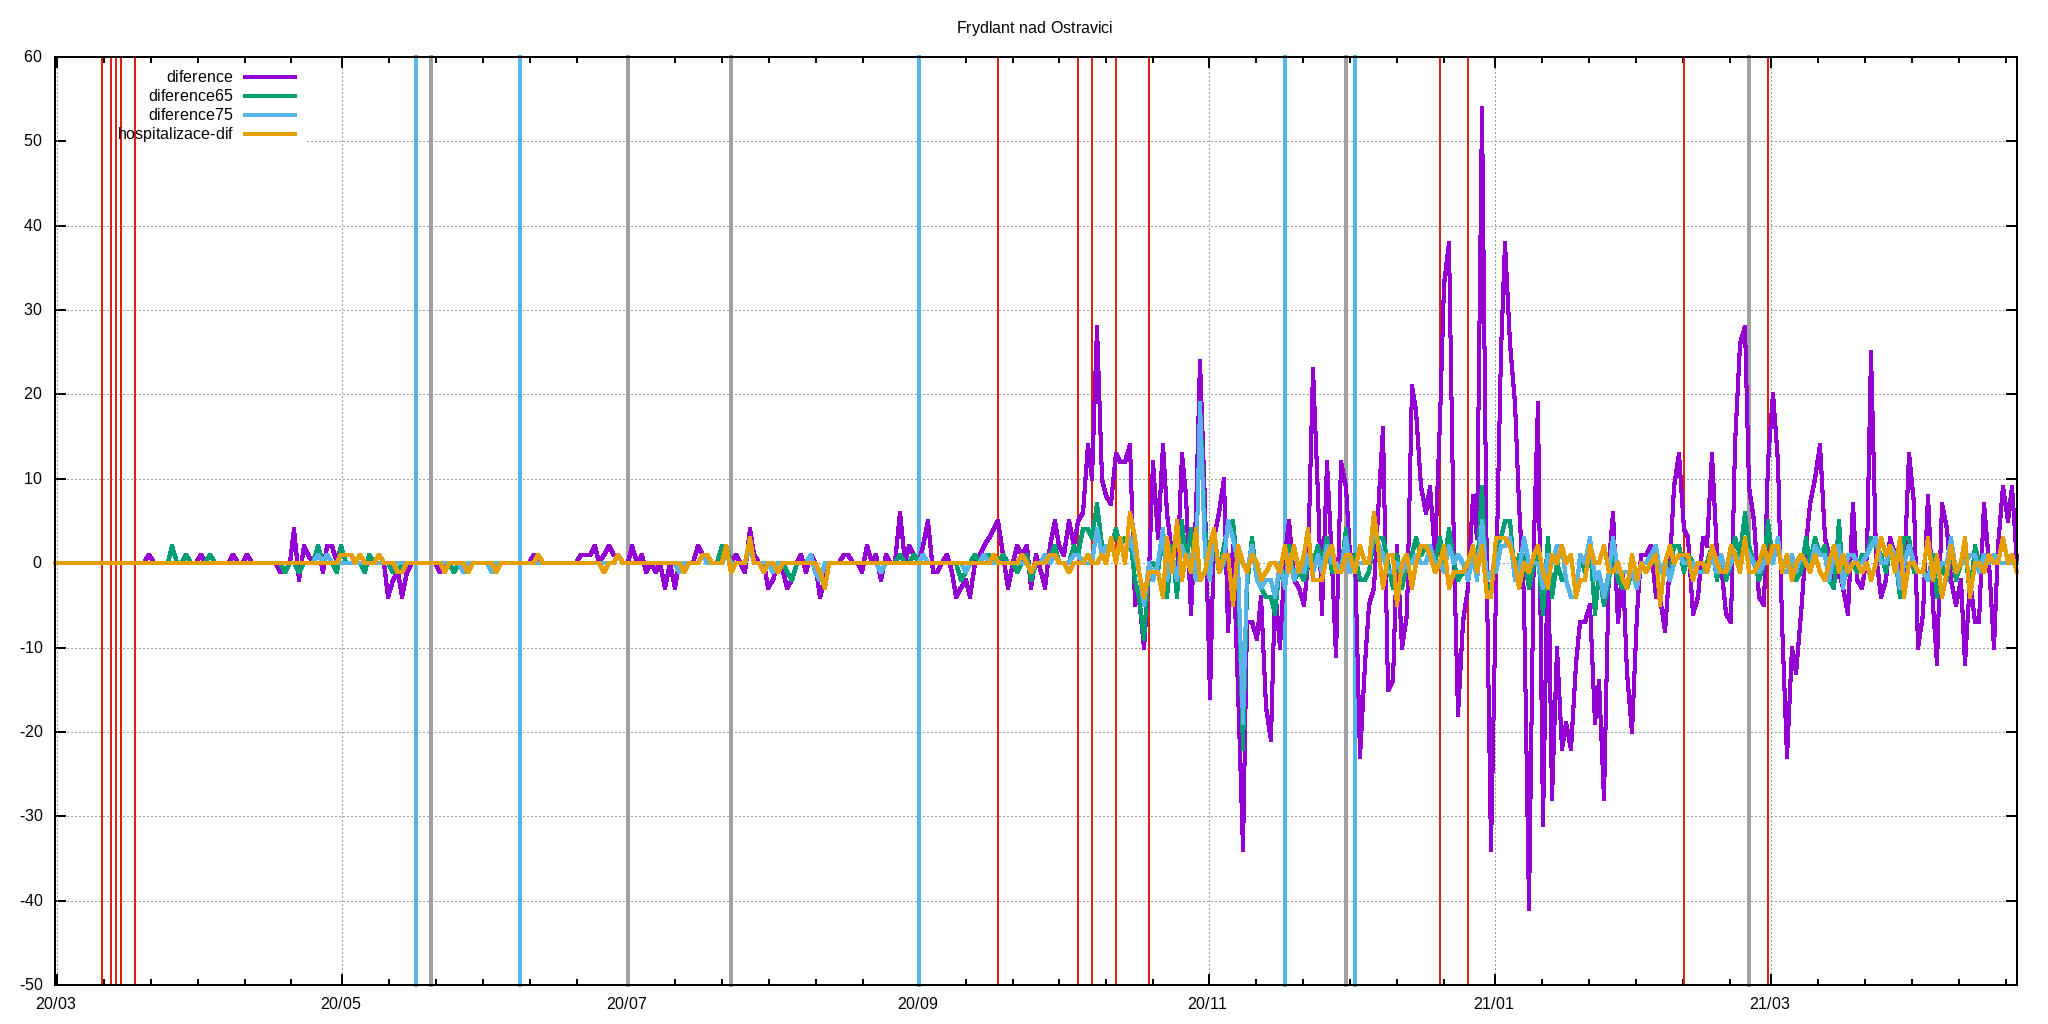 Frydlant nad Ostravici
60
50
40
30
20
10
0
-10
-20
-30
-40
-50
diference
diference65
diference75
hospitalizace-dif
20/03 20/05 20/07 20/09 20/11 21/01 21/03